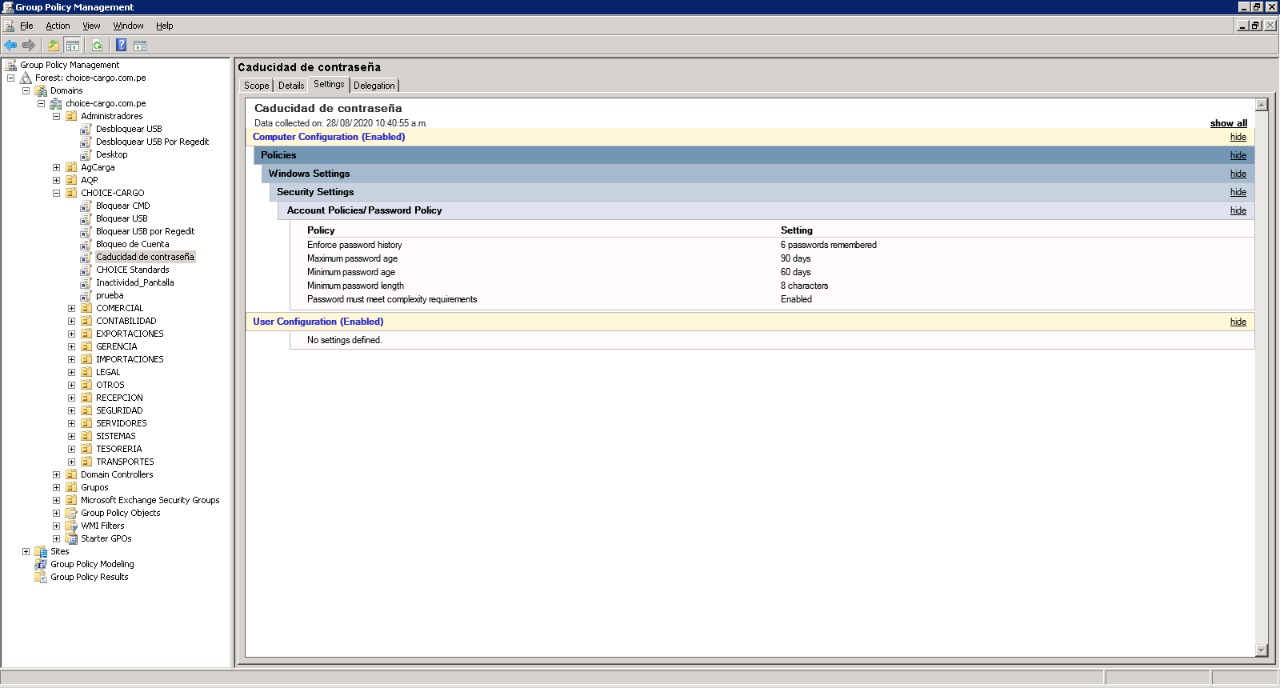 Group Policy Management
File Action View Window Help
Group Policy Management
Forest: choice-cargo.com.pe
Domains
choice-cargo.com.pe
Administradores
Desbloquear USB
Desbloquear USB Por Regedit
Desktop
AgCarga
AQP
CHOICE-CARGO
Bloquear CMD
Bloquear USB
Bloquear USB por Regedit
Bloqueo de Cuenta
Caducidad de contraseña
CHOICE Standards
Inactividad_Pantalla
prueba
COMERCIAL
CONTABILIDAD
EXPORTACIONES
GERENCIA
IMPORTACIONES
LEGAL
OTROS
RECEPCION
SEGURIDAD
SERVIDORES
SISTEMAS
TESORERIA
TRANSPORTES
Domain Controllers
Grupos
Microsoft Exchange Security Groups
Group Policy Objects
WMI Filters
Starter GPOs
Sites
Group Policy Modeling
Group Policy Results
Caducidad de contraseña
Scope Details Settings Delegation
Caducidad de contraseña
Data collected on: 28/08/2020 10:40:55 a.m. show all
Computer Configuration (Enabled) hide
Policies hide
Windows Settings hide
Security Settings hide
Account Policies/Password Policy hide
Policy Setting
Enforce password history 6 passwords remembered
Maximum password age 90 days
Minimum password age 60 days
Minimum password length 8 characters
Password must meet complexity requirements Enabled
User Configuration (Enabled) hide
No settings defined.